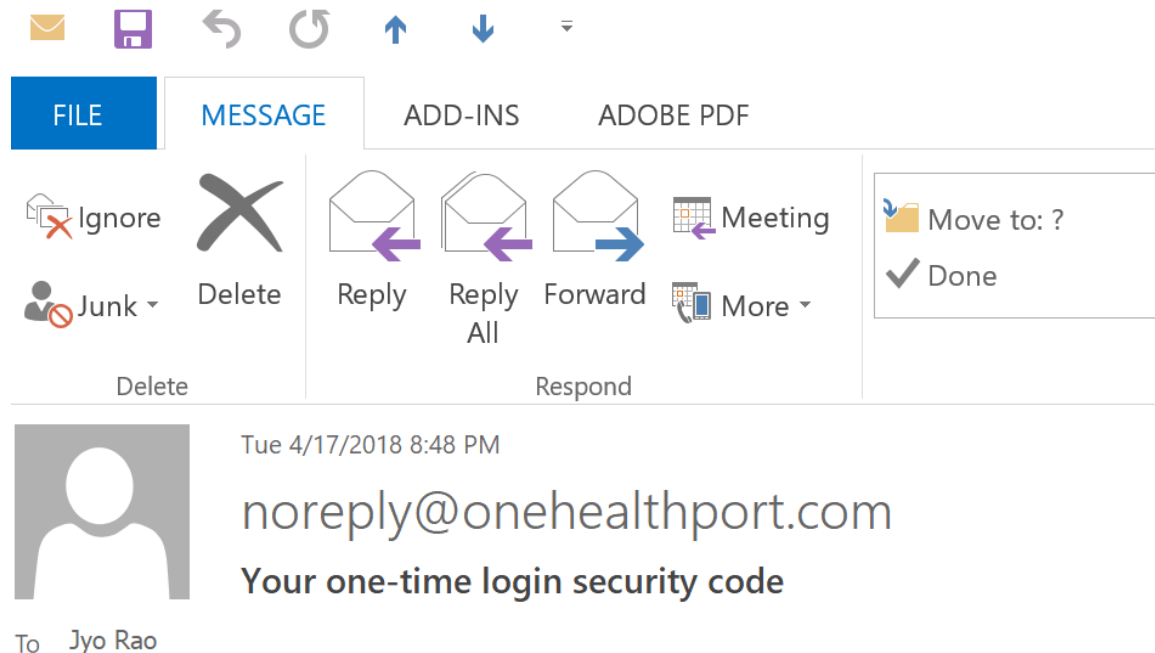 FILE MESSAGE ADD-INS ADOBE PDF
Ignore
Junk
Delete
Reply
Reply All
Forward
Meeting
More
Move to: ?
Done
Delete
Respond
Tue 4/17/2018 8:48 PM
noreply@onehealthport.com
Your one-time login security code
To Jyo Rao